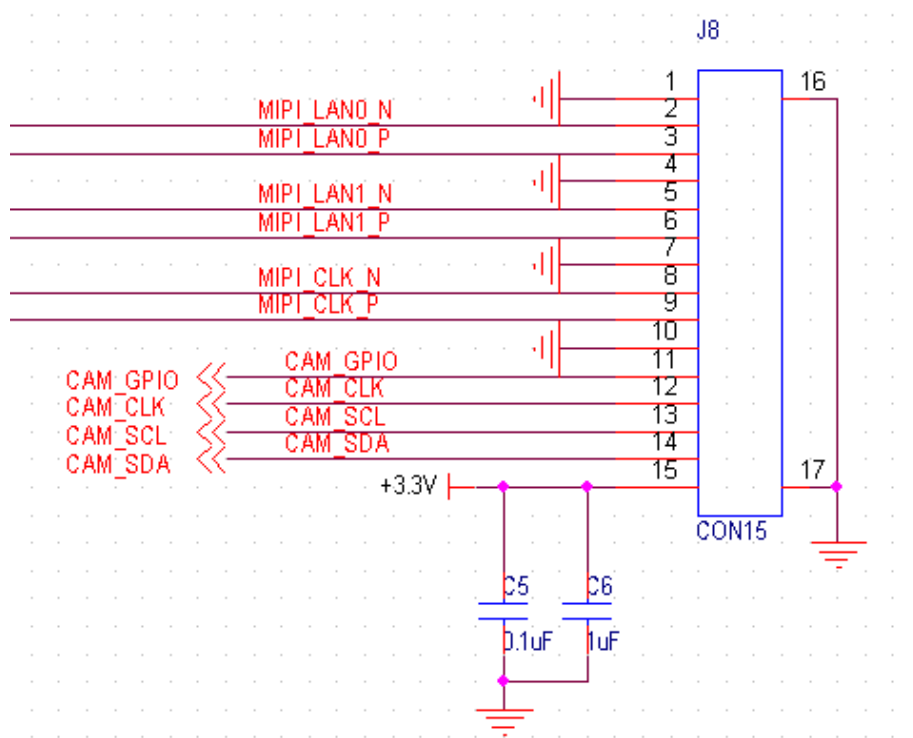 J8
1
16
MIPI_LAN0_N
2
MIPI_LAN0_P
3
4
MIPI_LAN1_N
5
MIPI_LAN1_P
6
7
MIPI_CLK_N
8
MIPI_CLK_P
9
10
CAM_GPIO
CAM_GPIO
11
CAM_CLK
CAM_CLK
12
CAM_SCL
CAM_SCL
13
CAM_SDA
CAM_SDA
14
+3.3V
15
17
CON15
C5
C6
0.1uF
1uF